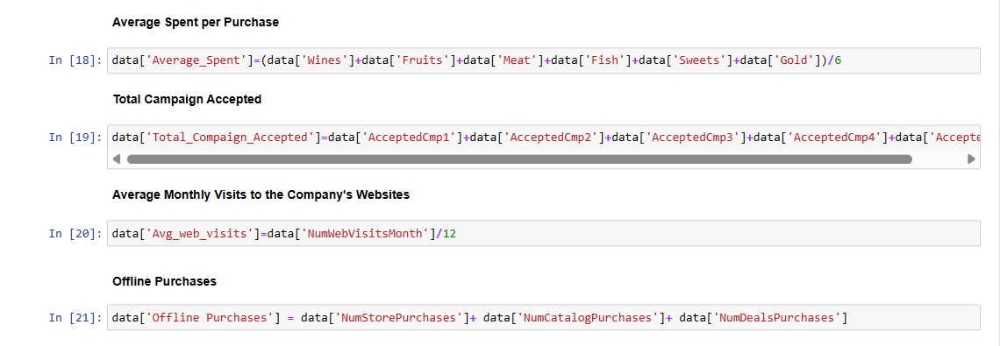 Average Spent per Purchase
In [18]: data['Average_Spent']=(data['Wines']+data['Fruits']+data['Meat']+data['Fish']+data['Sweets']+data['Gold'])/6
Total Campaign Accepted
In [19]: data['Total_Compaign_Accepted']=data['AcceptedCmp1']+data['AcceptedCmp2']+data['AcceptedCmp3']+data['AcceptedCmp4']+data['Accepte
Average Monthly Visits to the Company's Websites
In [20]: data['Avg_web_visits']=data['NumWebVisitsMonth']/12
Offline Purchases
In [21]: data['Offline Purchases'] = data['NumStorePurchases']+ data['NumCatalogPurchases']+ data['NumDealsPurchases']